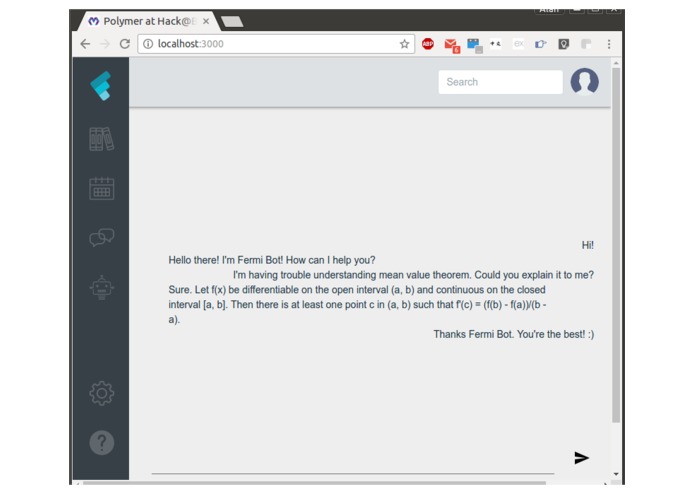 Alan
Polymer at Hack@
localhost:3000
ABP
6
Search
Hi!
Hello there! I'm Fermi Bot! How can I help you?
I'm having trouble understanding mean value theorem. Could you explain it to me?
Sure. Let f(x) be differentiable on the open interval (a, b) and continuous on the closed
interval [a, b]. Then there is at least one point c in (a, b) such that f'(c) = (f(b) - f(a))/(b -
a).
Thanks Fermi Bot. You're the best! :)
?